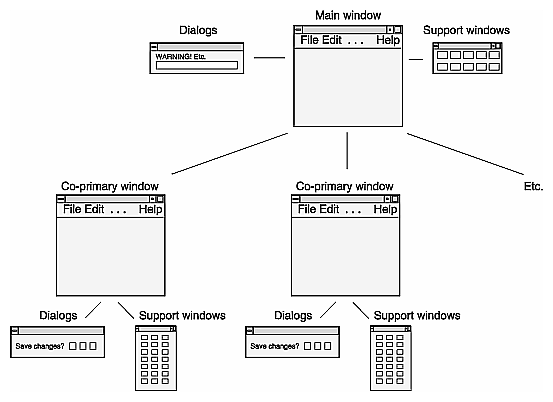 Main window
Dialogs
Support windows
File Edit . . . Help
WARNING! Etc.
Etc.
Co-primary window
Co-primary window
File Edit . . . Help
File Edit . . . Help
Dialogs
Support windows
Dialogs
Support windows
Save changes?
Save changes?